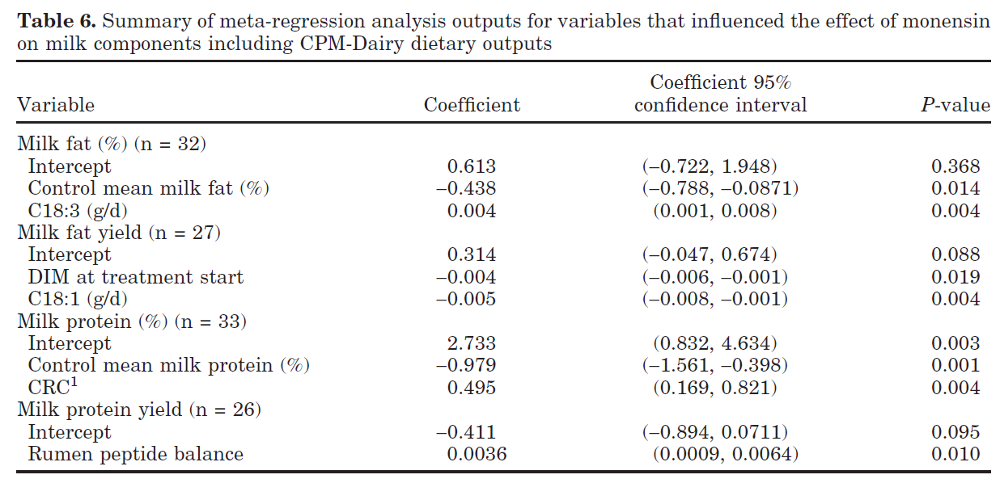 Table 6. Summary of meta-regression analysis outputs for variables that influenced the effect of monensin
on milk components including CPM-Dairy dietary outputs
Variable Coefficient Coefficient 95% confidence interval P-value
Milk fat (%) (n = 32)
Intercept 0.613 (–0.722, 1.948) 0.368
Control mean milk fat (%) –0.438 (–0.788, –0.0871) 0.014
C18:3 (g/d) 0.004 (0.001, 0.008) 0.004
Milk fat yield (n = 27)
Intercept 0.314 (–0.047, 0.674) 0.088
DIM at treatment start –0.004 (–0.006, –0.001) 0.019
C18:1 (g/d) –0.005 (–0.008, –0.001) 0.004
Milk protein (%) (n = 33)
Intercept 2.733 (0.832, 4.634) 0.003
Control mean milk protein (%) –0.979 (–1.561, –0.398) 0.001
CRC¹ 0.495 (0.169, 0.821) 0.004
Milk protein yield (n = 26)
Intercept –0.411 (–0.894, 0.0711) 0.095
Rumen peptide balance 0.0036 (0.0009, 0.0064) 0.010